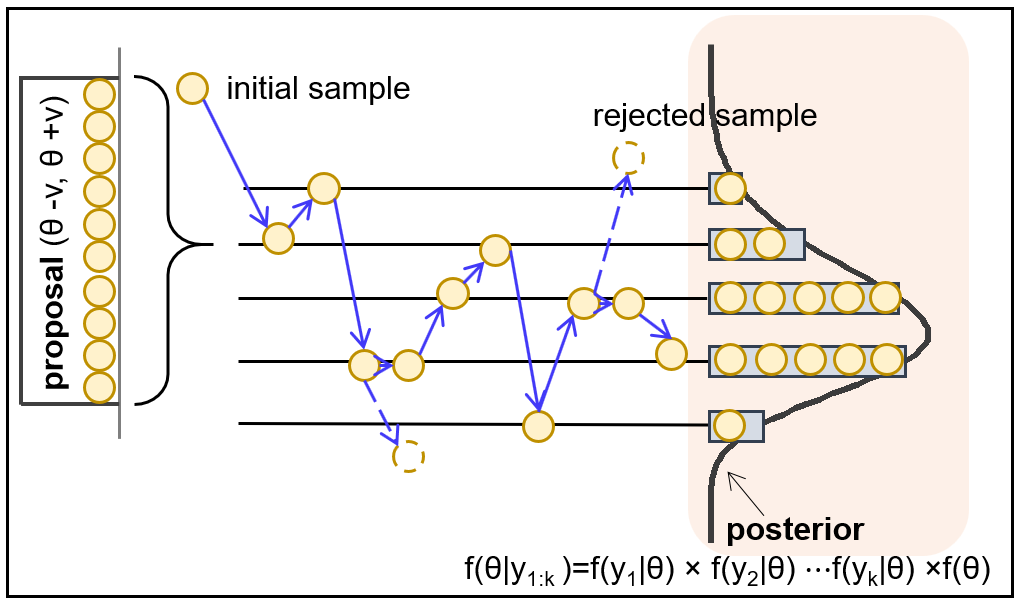 proposal (θ -v, θ +v)
initial sample
rejected sample
posterior
f(θ|y1:k )=f(y1|θ) × f(y2|θ) ···f(yk|θ) ×f(θ)